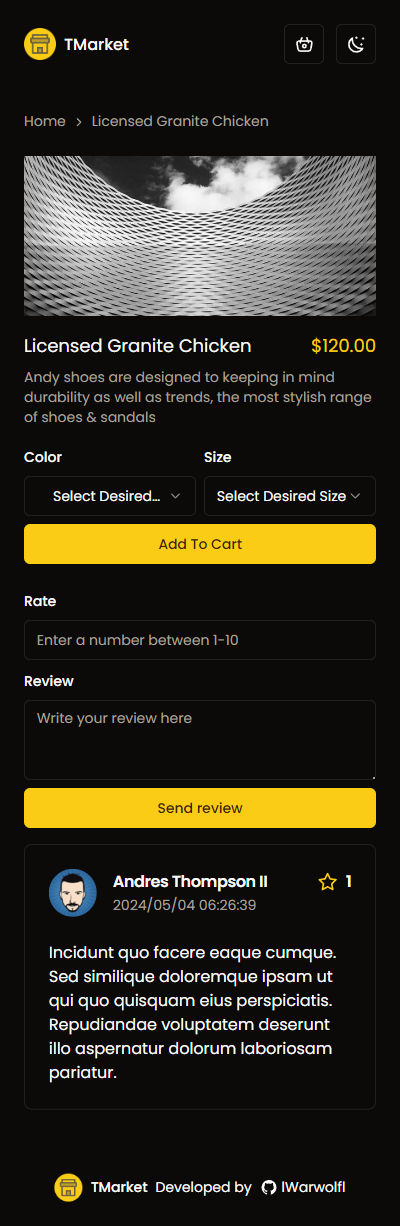 TMarket
Home > Licensed Granite Chicken
Licensed Granite Chicken $120.00
Andy shoes are designed to keeping in mind
durability as well as trends, the most stylish range
of shoes & sandals
Color Size
Select Desired... Select Desired Size
Add To Cart
Rate
Enter a number between 1-10
Review
Write your review here
Send review
Andres Thompson II 1
2024/05/04 06:26:39
Incidunt quo facere eaque cumque.
Sed similique doloremque ipsam ut
qui quo quisquam eius perspiciatis.
Repudiandae voluptatem deserunt
illo aspernatur dolorum laboriosam
pariatur.
TMarket Developed by lWarwolfl